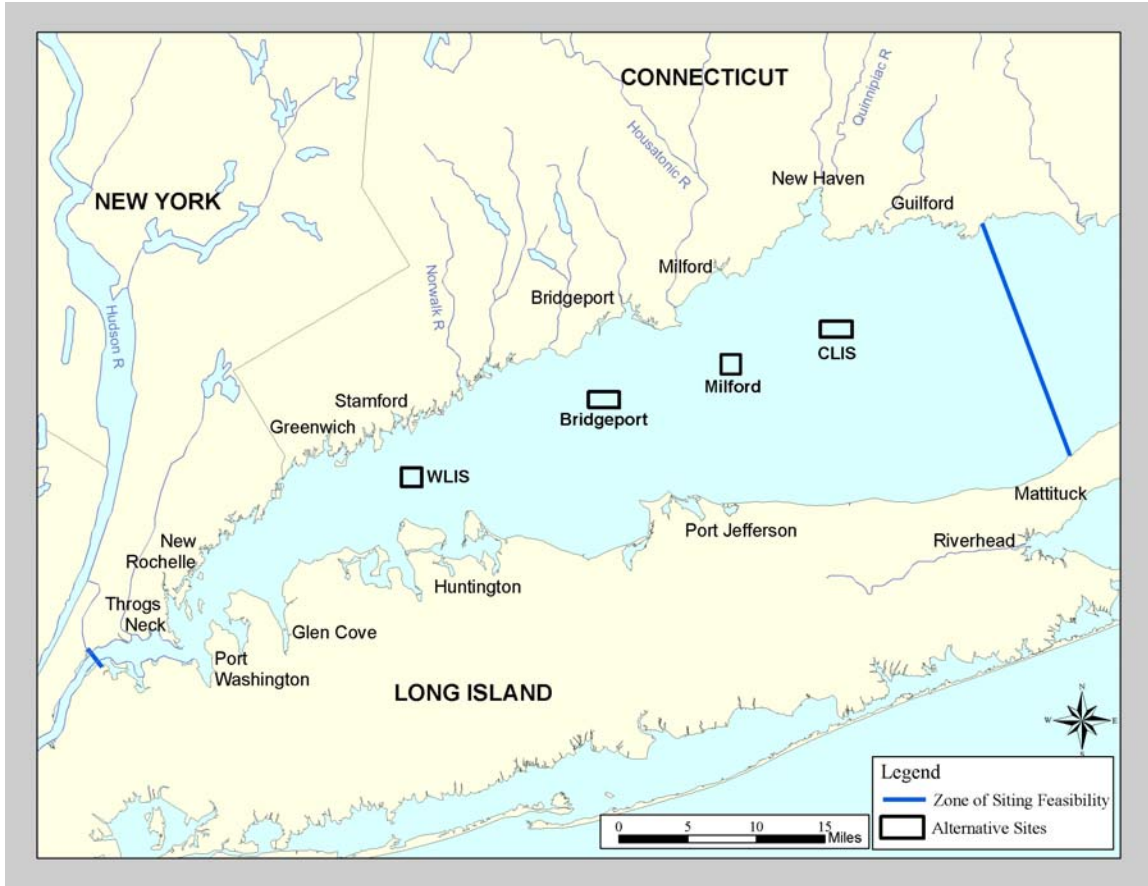 CONNECTICUT
Quinnipiac R
Housatonic R
New Haven
NEW YORK
Guilford
Milford
Norwalk R
Bridgeport
Hudson R
CLIS
Milford
Stamford
Bridgeport
Greenwich
WLIS
Mattituck
Port Jefferson
New
Rochelle
Riverhead
Huntington
Throgs
Neck
Glen Cove
Port
Washington
LONG ISLAND
N
W
E
S
Legend
Zone of Siting Feasibility
Alternative Sites
0 5 10 15
Miles